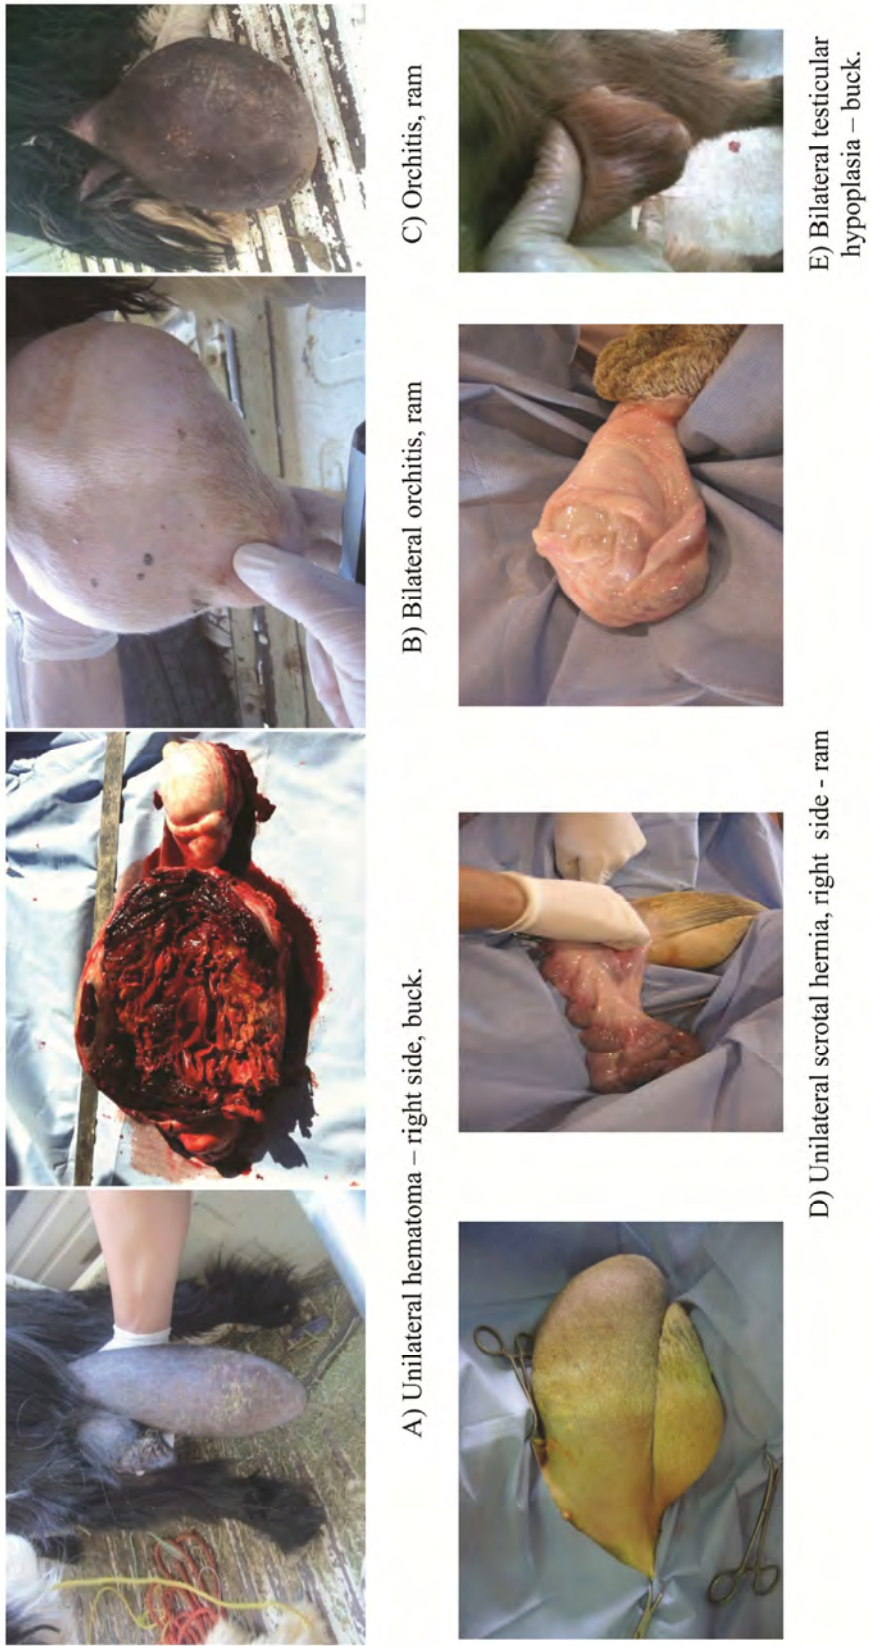 A) Unilateral hematoma – right side, buck.
B) Bilateral orchitis, ram
C) Orchitis, ram
D) Unilateral scrotal hernia, right side - ram
E) Bilateral testicular
hypoplasia – buck.